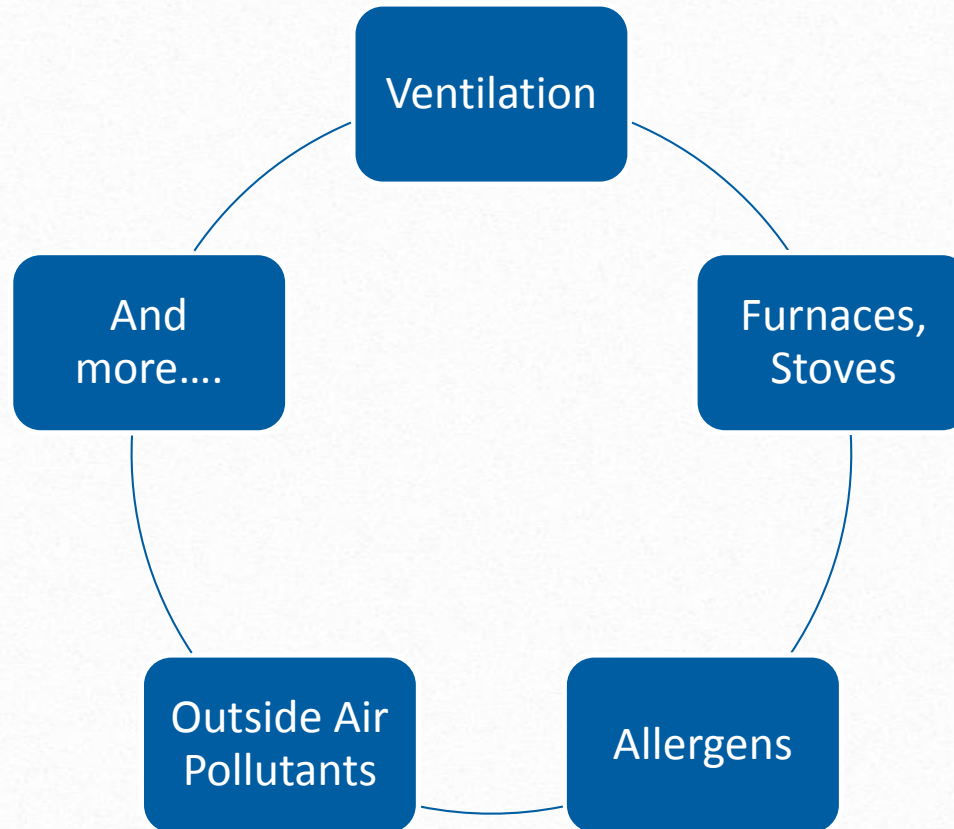 Ventilation
Furnaces,
Stoves
Allergens
Outside Air
Pollutants
And
more....